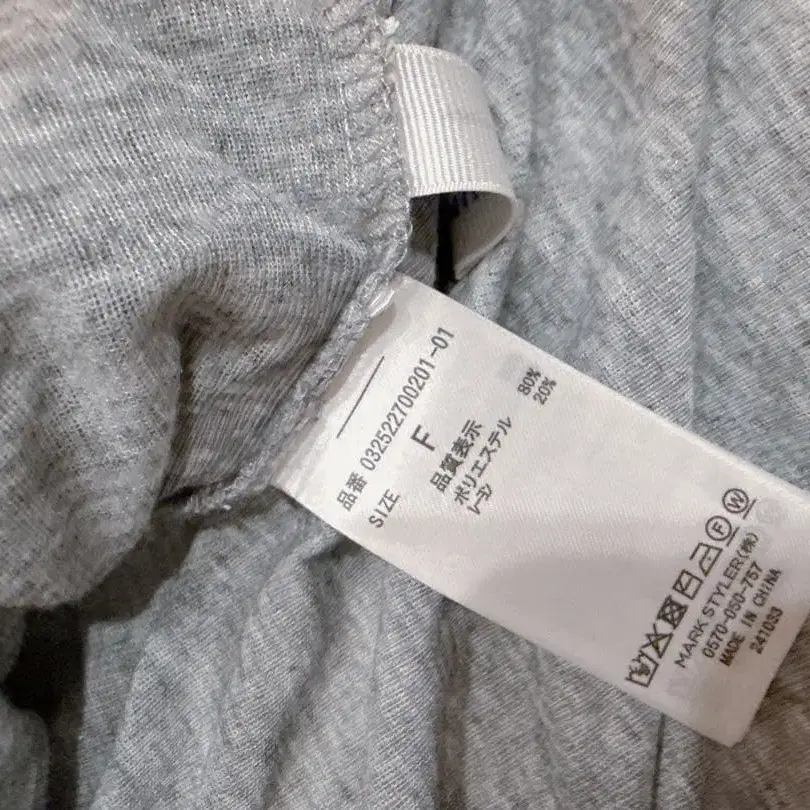 品番 032522700201-01
SIZE
F
品質表示
ポリエステル 80%
レーヨン 20%
F W
MARK STYLER(株)
0570-050-757
MADE IN CHINA
241033